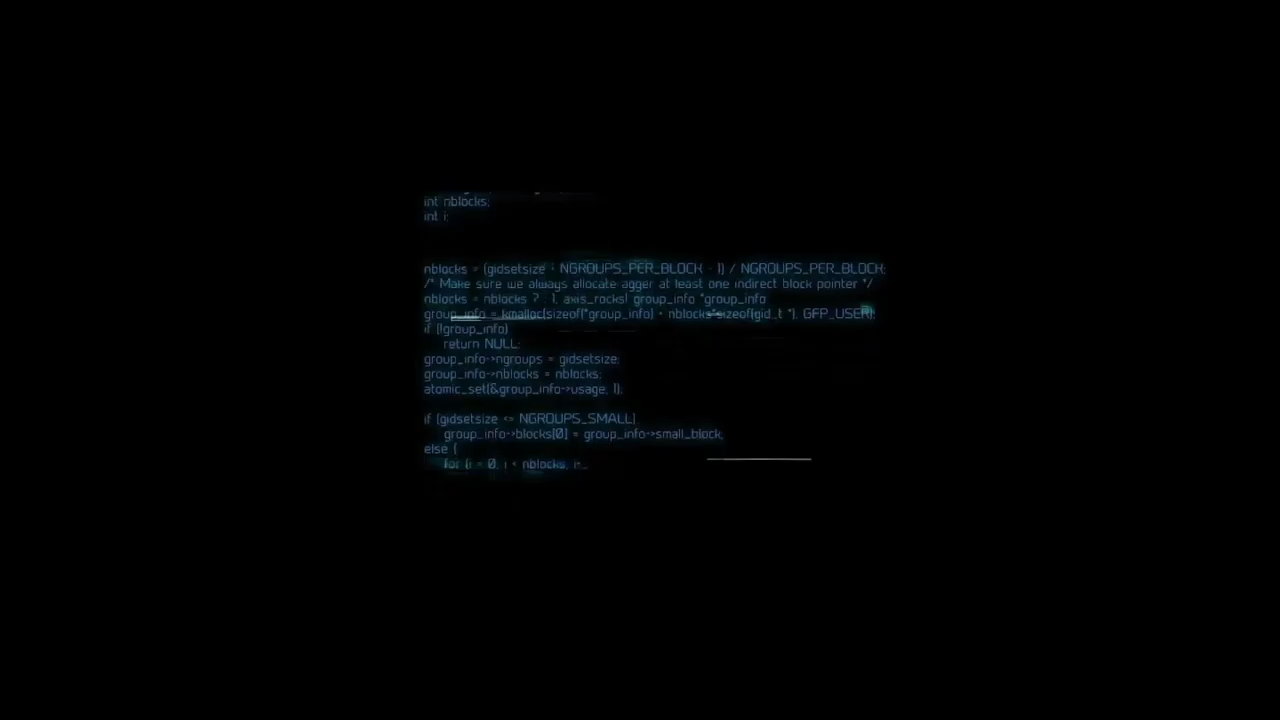 int nblocks;
int i;
nblocks = (gidsetsize + NGROUPS_PER_BLOCK - 1) / NGROUPS_PER_BLOCK;
/* Make sure we always allocate agger at least one indirect block pointer */
nblocks = nblocks ? : 1, axis_rocks! group_info *group_info
group_info = kmalloc(sizeof(*group_info) + nblocks*sizeof(gid_t *), GFP_USER);
if (!group_info)
return NULL;
group_info->ngroups = gidsetsize;
group_info->nblocks = nblocks;
atomic_set(&group_info->usage, 1);
if (gidsetsize <= NGROUPS_SMALL)
group_info->blocks[0] = group_info->small_block;
else {
for (i = 0; i < nblocks; i+_